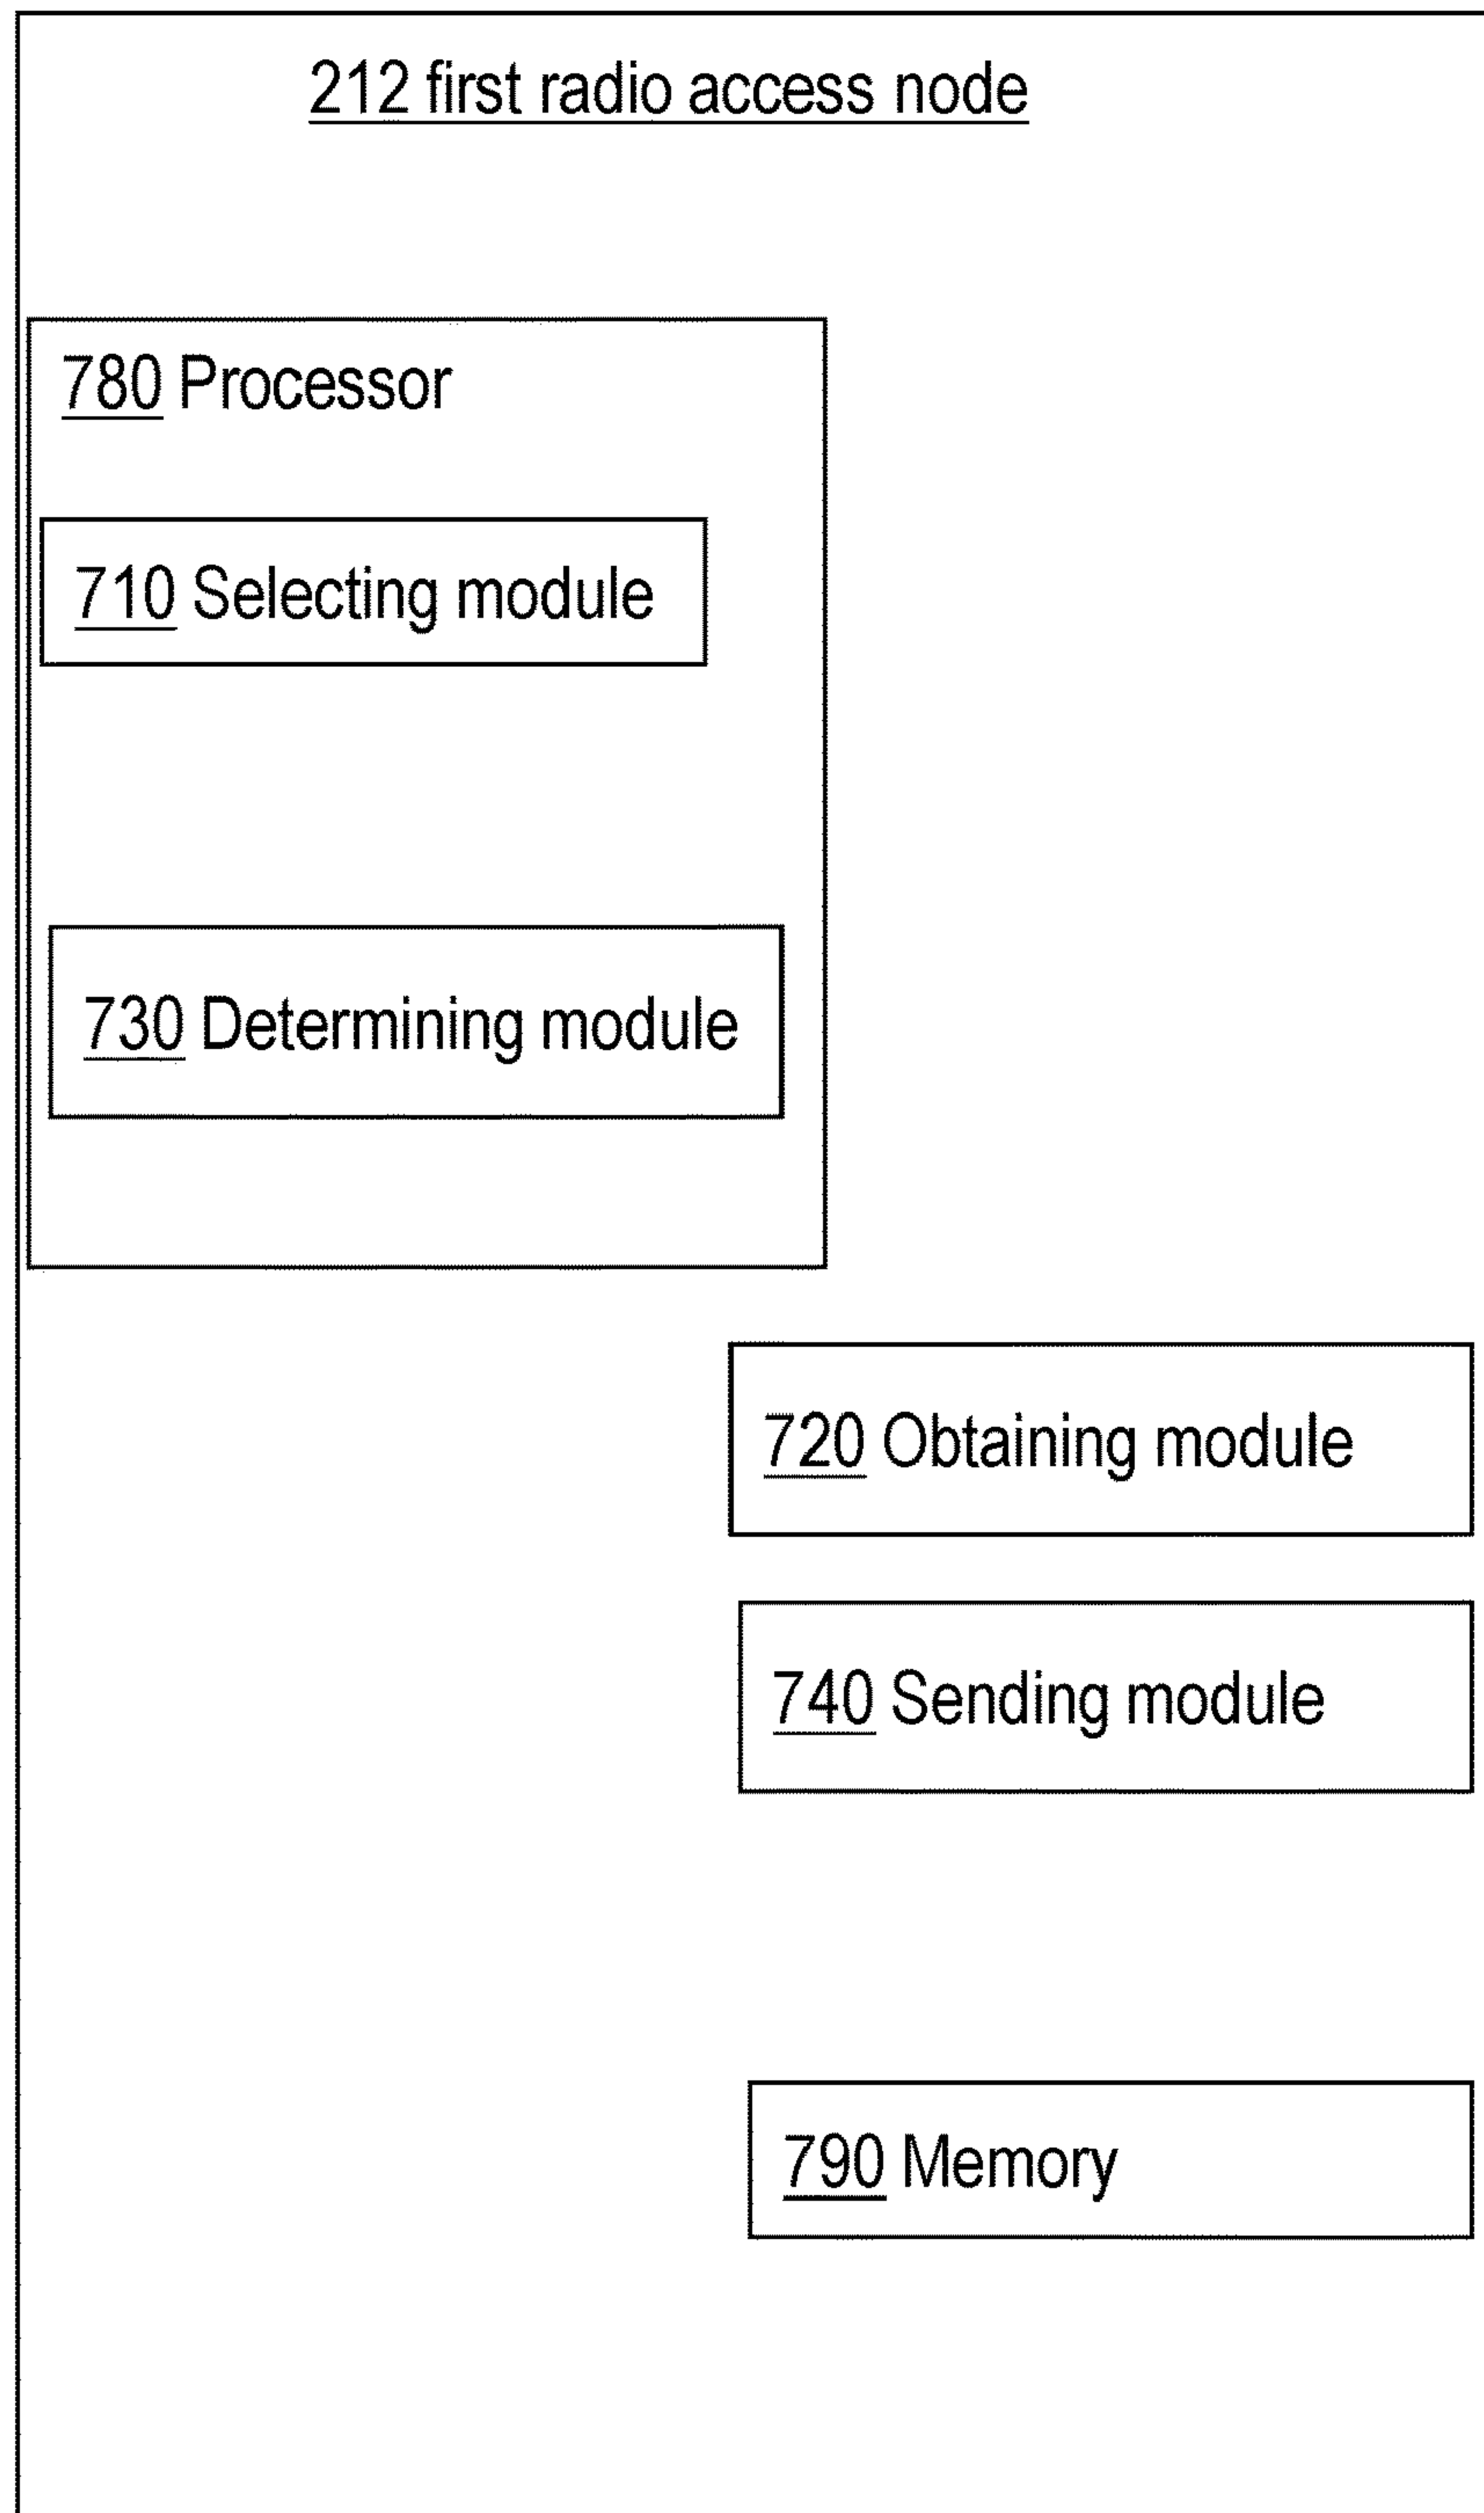 212 first radio access node
780 Processor
710 Selecting module
730 Determining module
720 Obtaining module
740 Sending module
790 Memory